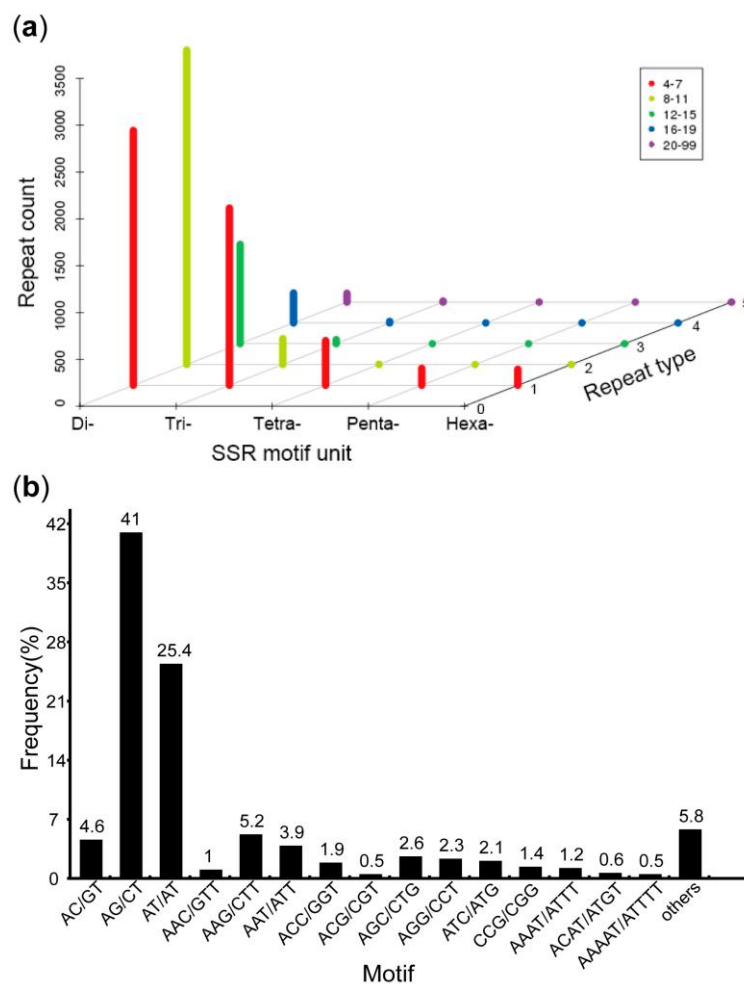 (a)
3500
3000
2500
2000
1500
1000
500
0
Repeat count
4-7
8-11
12-15
16-19
20-99
Di-
Tri-
Tetra-
Penta-
Hexa-
0
1
2
3
4
5
Repeat type
SSR motif unit
(b)
42
35
28
21
14
7
0
Frequency(%)
4.6
41
25.4
1
5.2
3.9
1.9
0.5
2.6
2.3
2.1
1.4
1.2
0.6
0.5
5.8
AC/GT
AG/CT
AT/AT
AAC/GTT
AAG/CTT
AAT/ATT
ACC/GGT
ACG/CGT
AGC/CTG
AGG/CCT
ATC/ATG
CCG/CGG
AAAT/ATTT
ACAT/ATGT
AAAAT/ATTTT
others
Motif